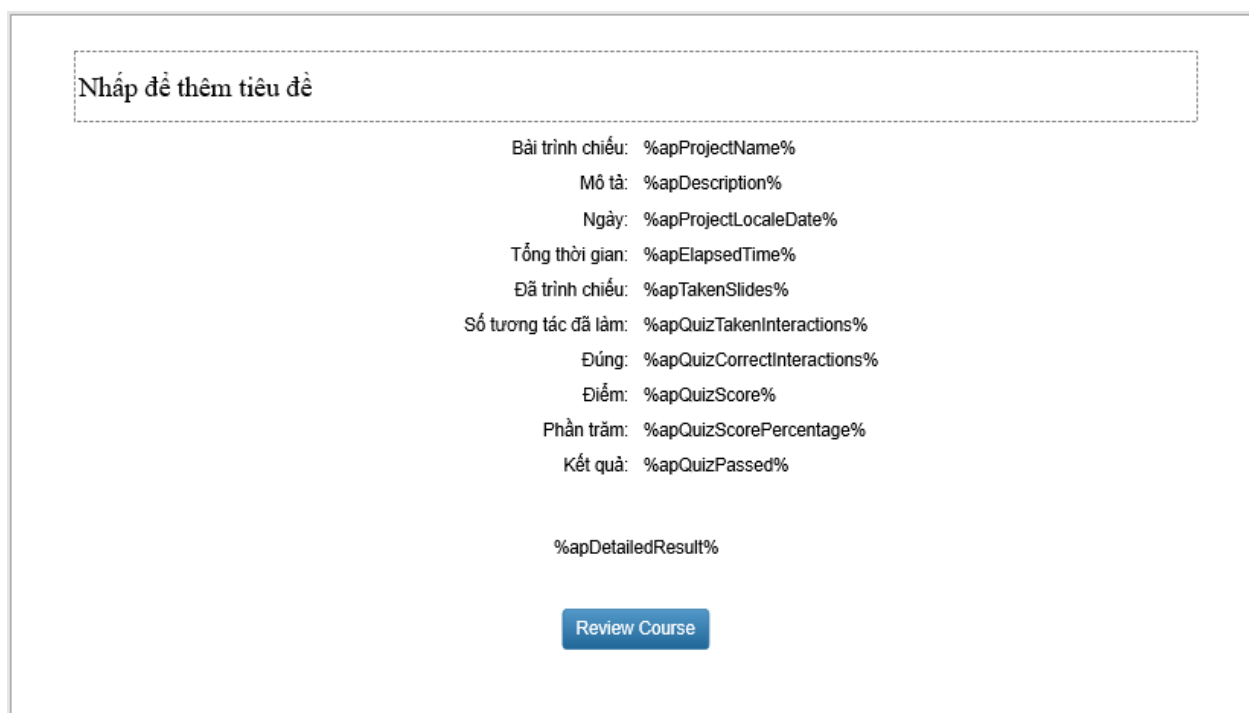 Nhấp để thêm tiêu đề
Bài trình chiếu: %apProjectName%
Mô tả: %apDescription%
Ngày: %apProjectLocaleDate%
Tổng thời gian: %apElapsedTime%
Đã trình chiếu: %apTakenSlides%
Số tương tác đã làm: %apQuizTakenInteractions%
Đúng: %apQuizCorrectInteractions%
Điểm: %apQuizScore%
Phần trăm: %apQuizScorePercentage%
Kết quả: %apQuizPassed%
%apDetailedResult%
Review Course